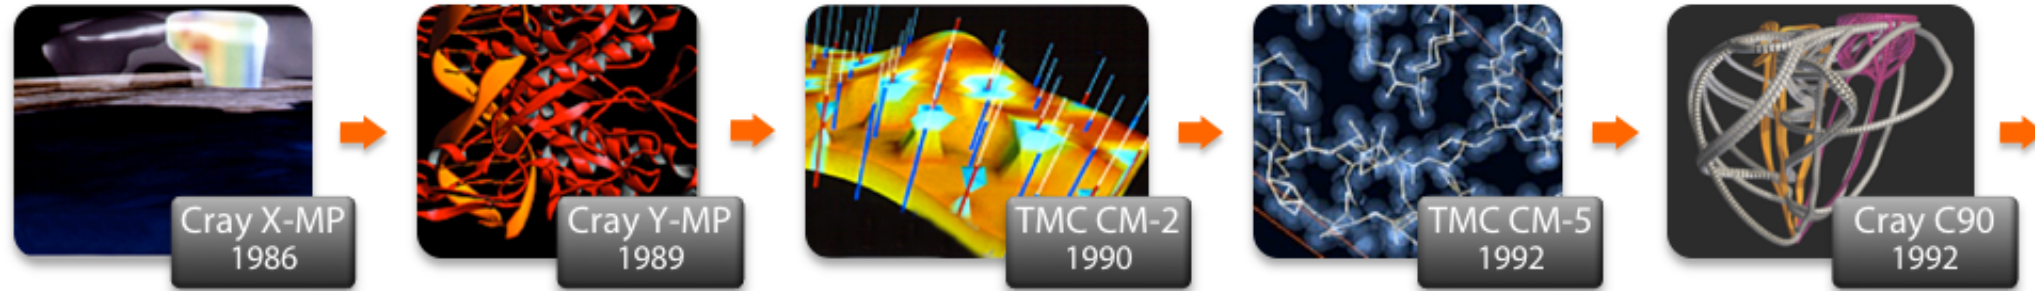 Cray X-MP
1986
Cray Y-MP
1989
TMC CM-2
1990
TMC CM-5
1992
Cray C90
1992